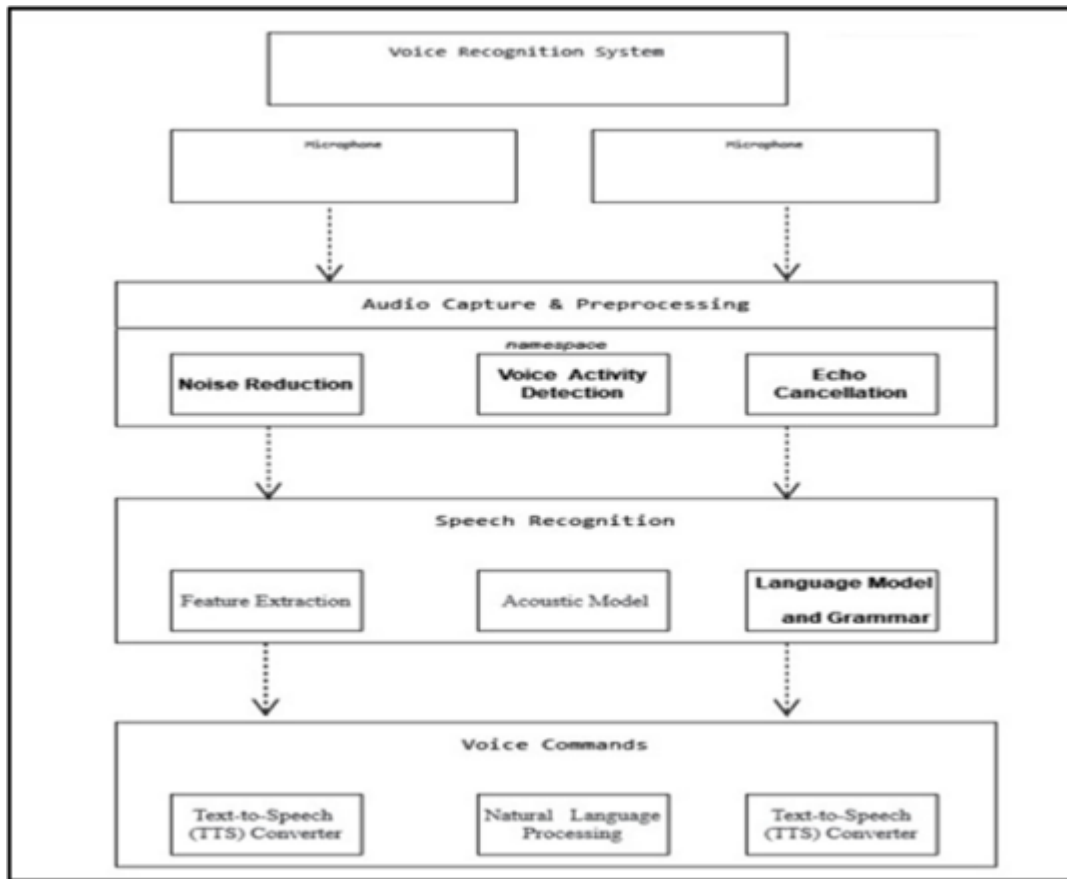 Voice Recognition System
Microphone
Microphone
Audio Capture & Preprocessing
namespace
Noise Reduction
Voice Activity
Detection
Echo
Cancellation
Speech Recognition
Feature Extraction
Acoustic Model
Language Model
and Grammar
Voice Commands
Text-to-Speech
(TTS) Converter
Natural Language
Processing
Text-to-Speech
(TTS) Converter